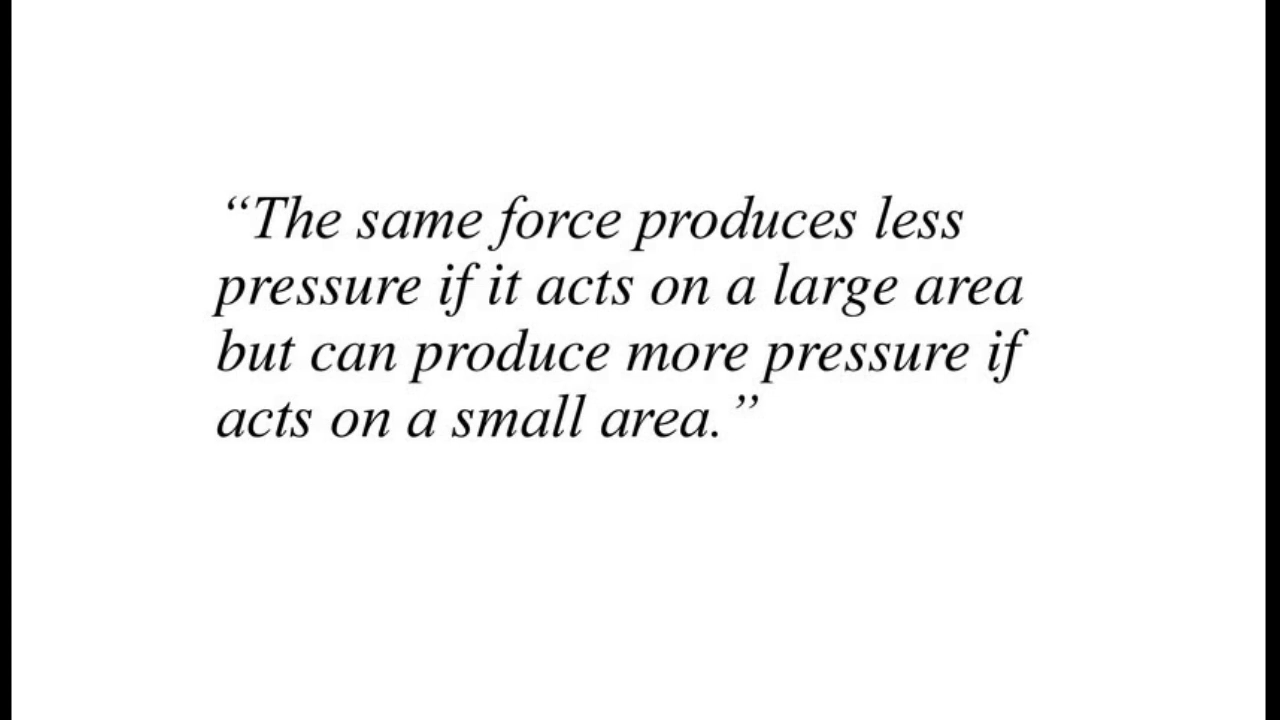 “The same force produces less
pressure if it acts on a large area
but can produce more pressure if
acts on a small area.”